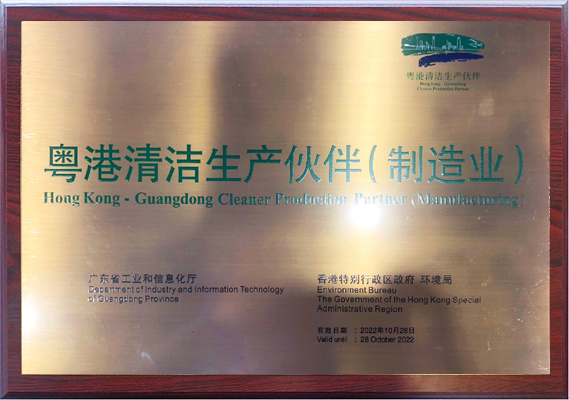 粤港清洁生产伙伴
Hong Kong - Guangdong
Cleaner Production Partner
粤港清洁生产伙伴(制造业)
Hong Kong - Guangdong Cleaner Production Partner (Manufacturing)
广东省工业和信息化厅
Department of Industry and Information Technology
of Guangdong Province
香港特别行政区政府 环境局
Environment Bureau
The Government of the Hong Kong Special
Administrative Region
有效日期 : 2022年10月28日
Valid until : 28 October 2022